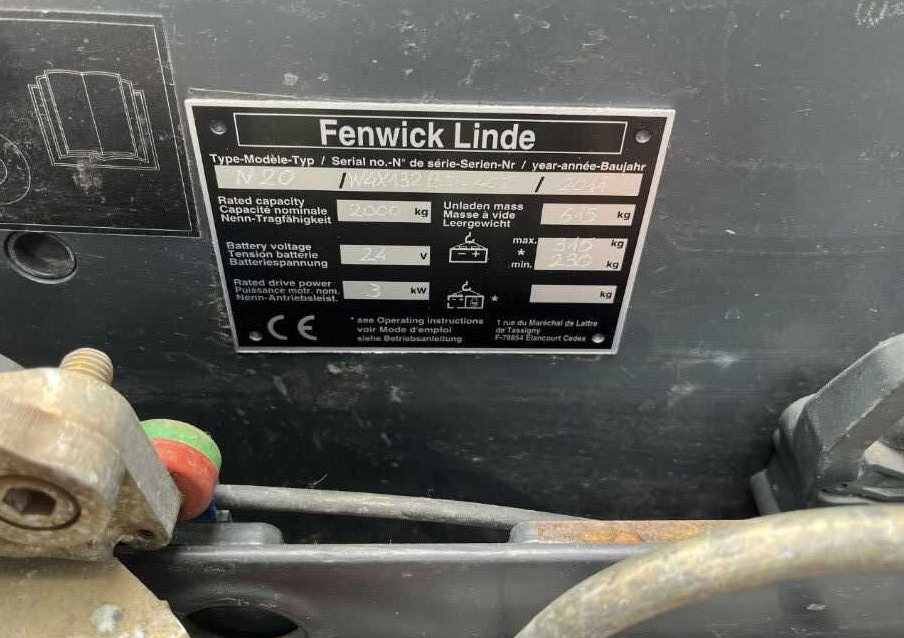 Fenwick Linde
Type-Modèle-Typ / Serial no.-N° de série-Serien-Nr / year-année-Baujahr
N 20 / W4X132 / 2011
Rated capacity
Capacité nominale
Nenn-Tragfähigkeit
2000 kg
Unladen mass
Masse à vide
Leergewicht
615 kg
Battery voltage
Tension batterie
Batteriespannung
24 V
max. 315 kg
*
min. 230 kg
Rated drive power
Puissance motr. nom.
Nenn-Antriebsleist.
3 kW
* kg
CE
* see Operating instructions
voir Mode d'emploi
siehe Betriebsanleitung
1 rue du Maréchal de Lattre
de Tassigny
F-78854 Elancourt Cedex